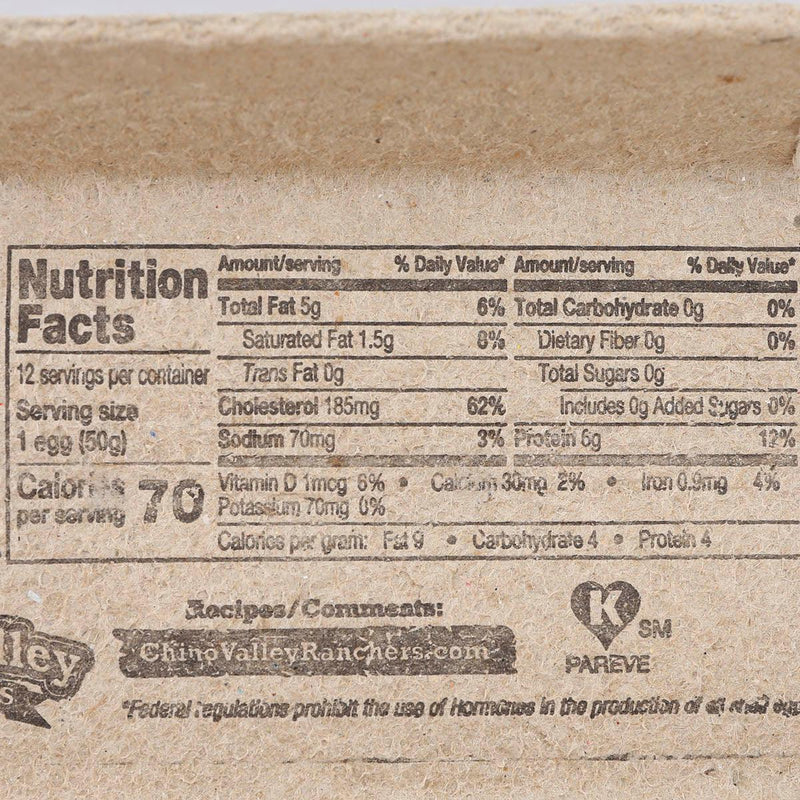 Nutrition
Facts
12 servings per container
Serving size
1 egg (50g)
Calories
per serving 70
Amount/serving % Daily Value*
Total Fat 5g 6%
Saturated Fat 1.5g 8%
Trans Fat 0g
Cholesterol 185mg 62%
Sodium 70mg 3%
Amount/serving % Daily Value*
Total Carbohydrate 0g 0%
Dietary Fiber 0g 0%
Total Sugars 0g
Includes 0g Added Sugars 0%
Protein 6g 12%
Vitamin D 1mcg 6% • Calcium 30mg 2% • Iron 0.9mg 4%
Potassium 70mg 0%
Calories per gram: Fat 9 • Carbohydrate 4 • Protein 4
Recipes/Comments:
ChinoValleyRanchers.com
K SM
PAREVE
lley
S
*Federal regulations prohibit the use of Hormones in the production of